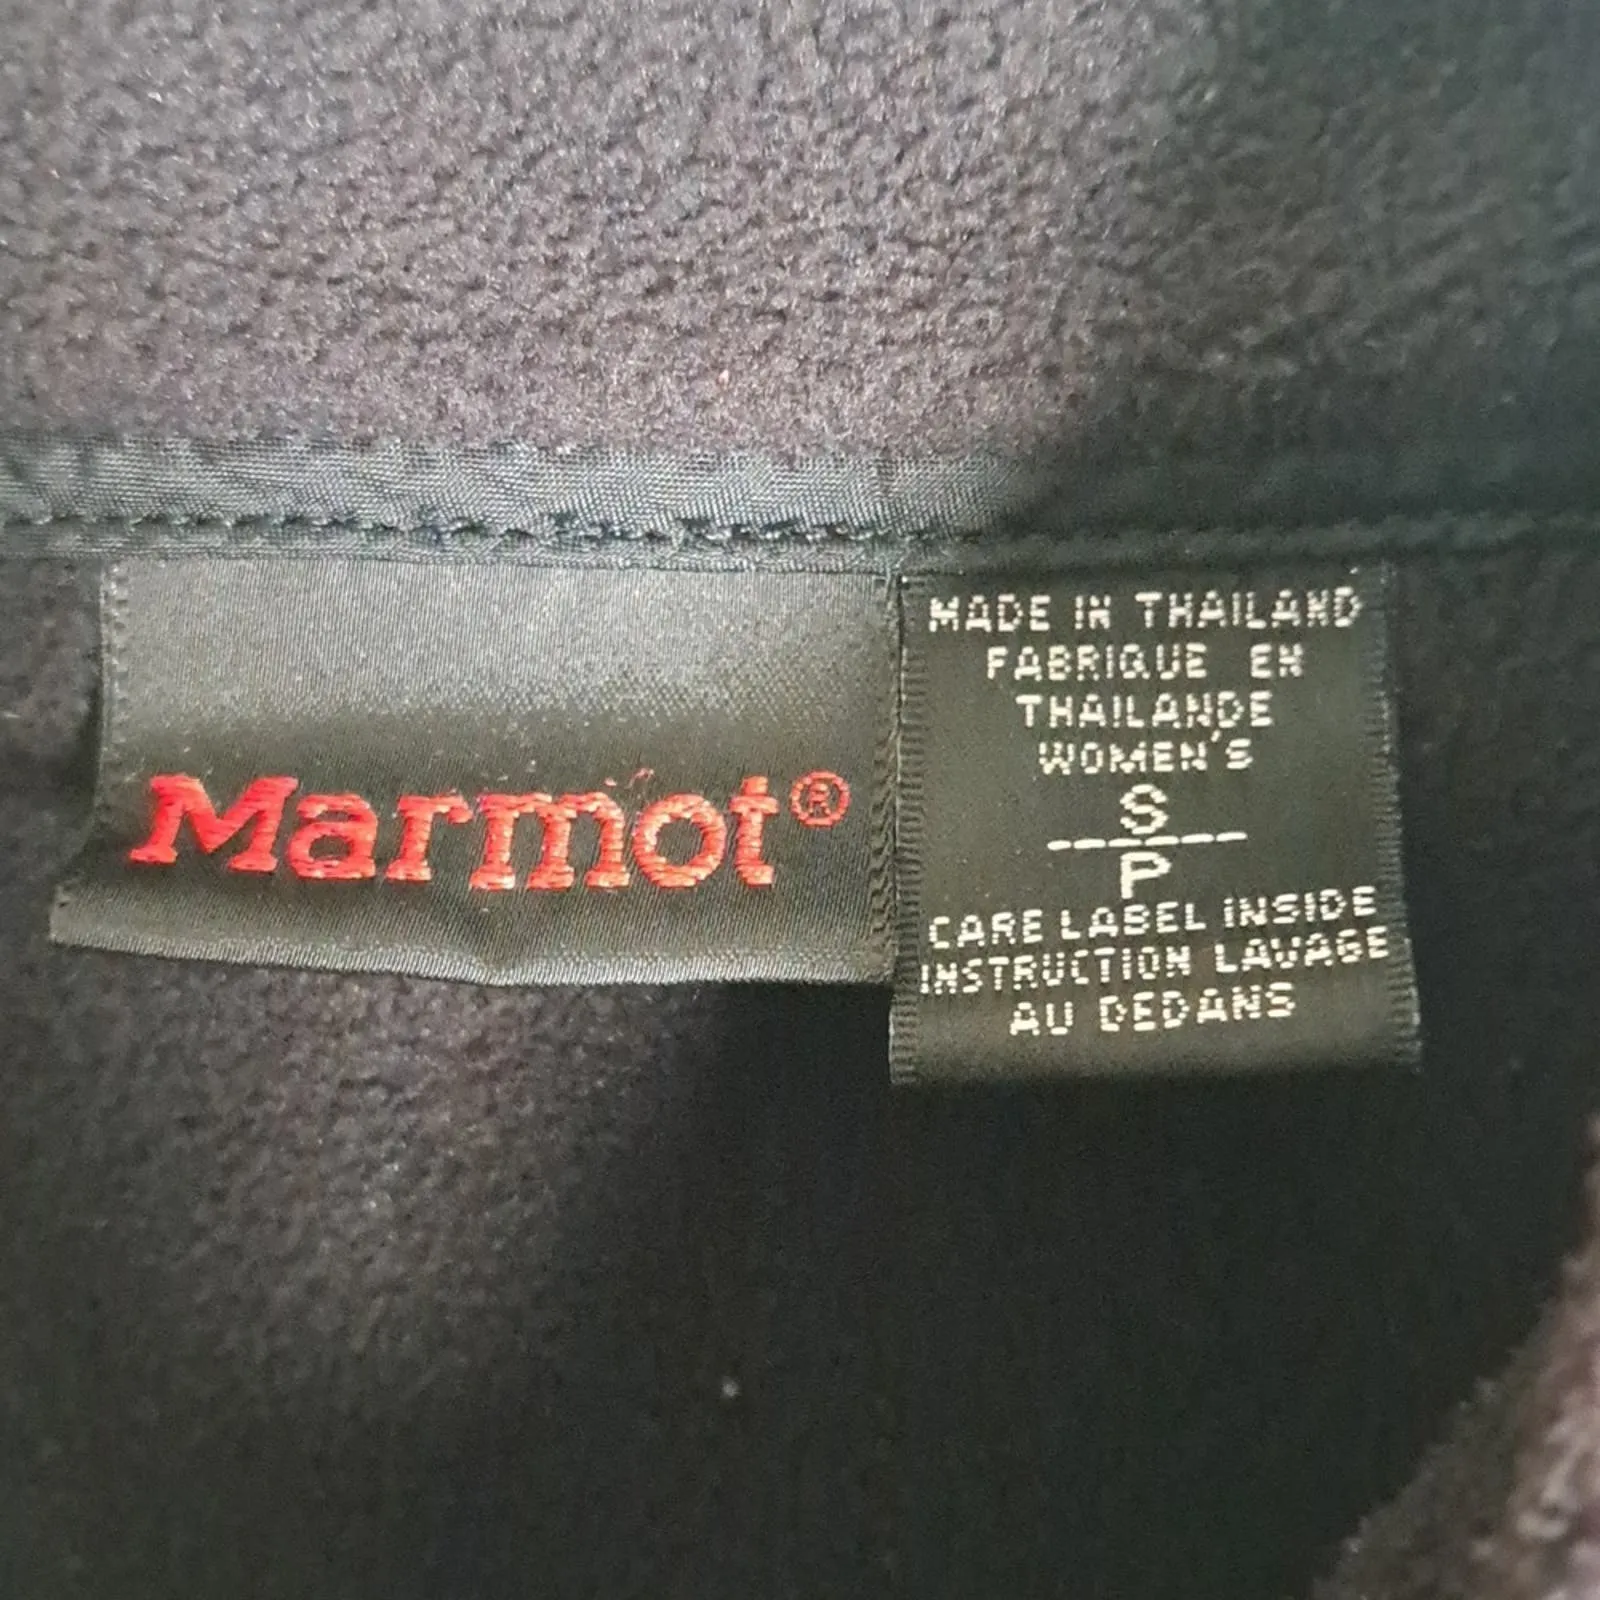 Marmot®
MADE IN THAILAND
FABRIQUE EN
THAILANDE
WOMEN'S
S
P
CARE LABEL INSIDE
INSTRUCTION LAVAGE
AU DEDANS